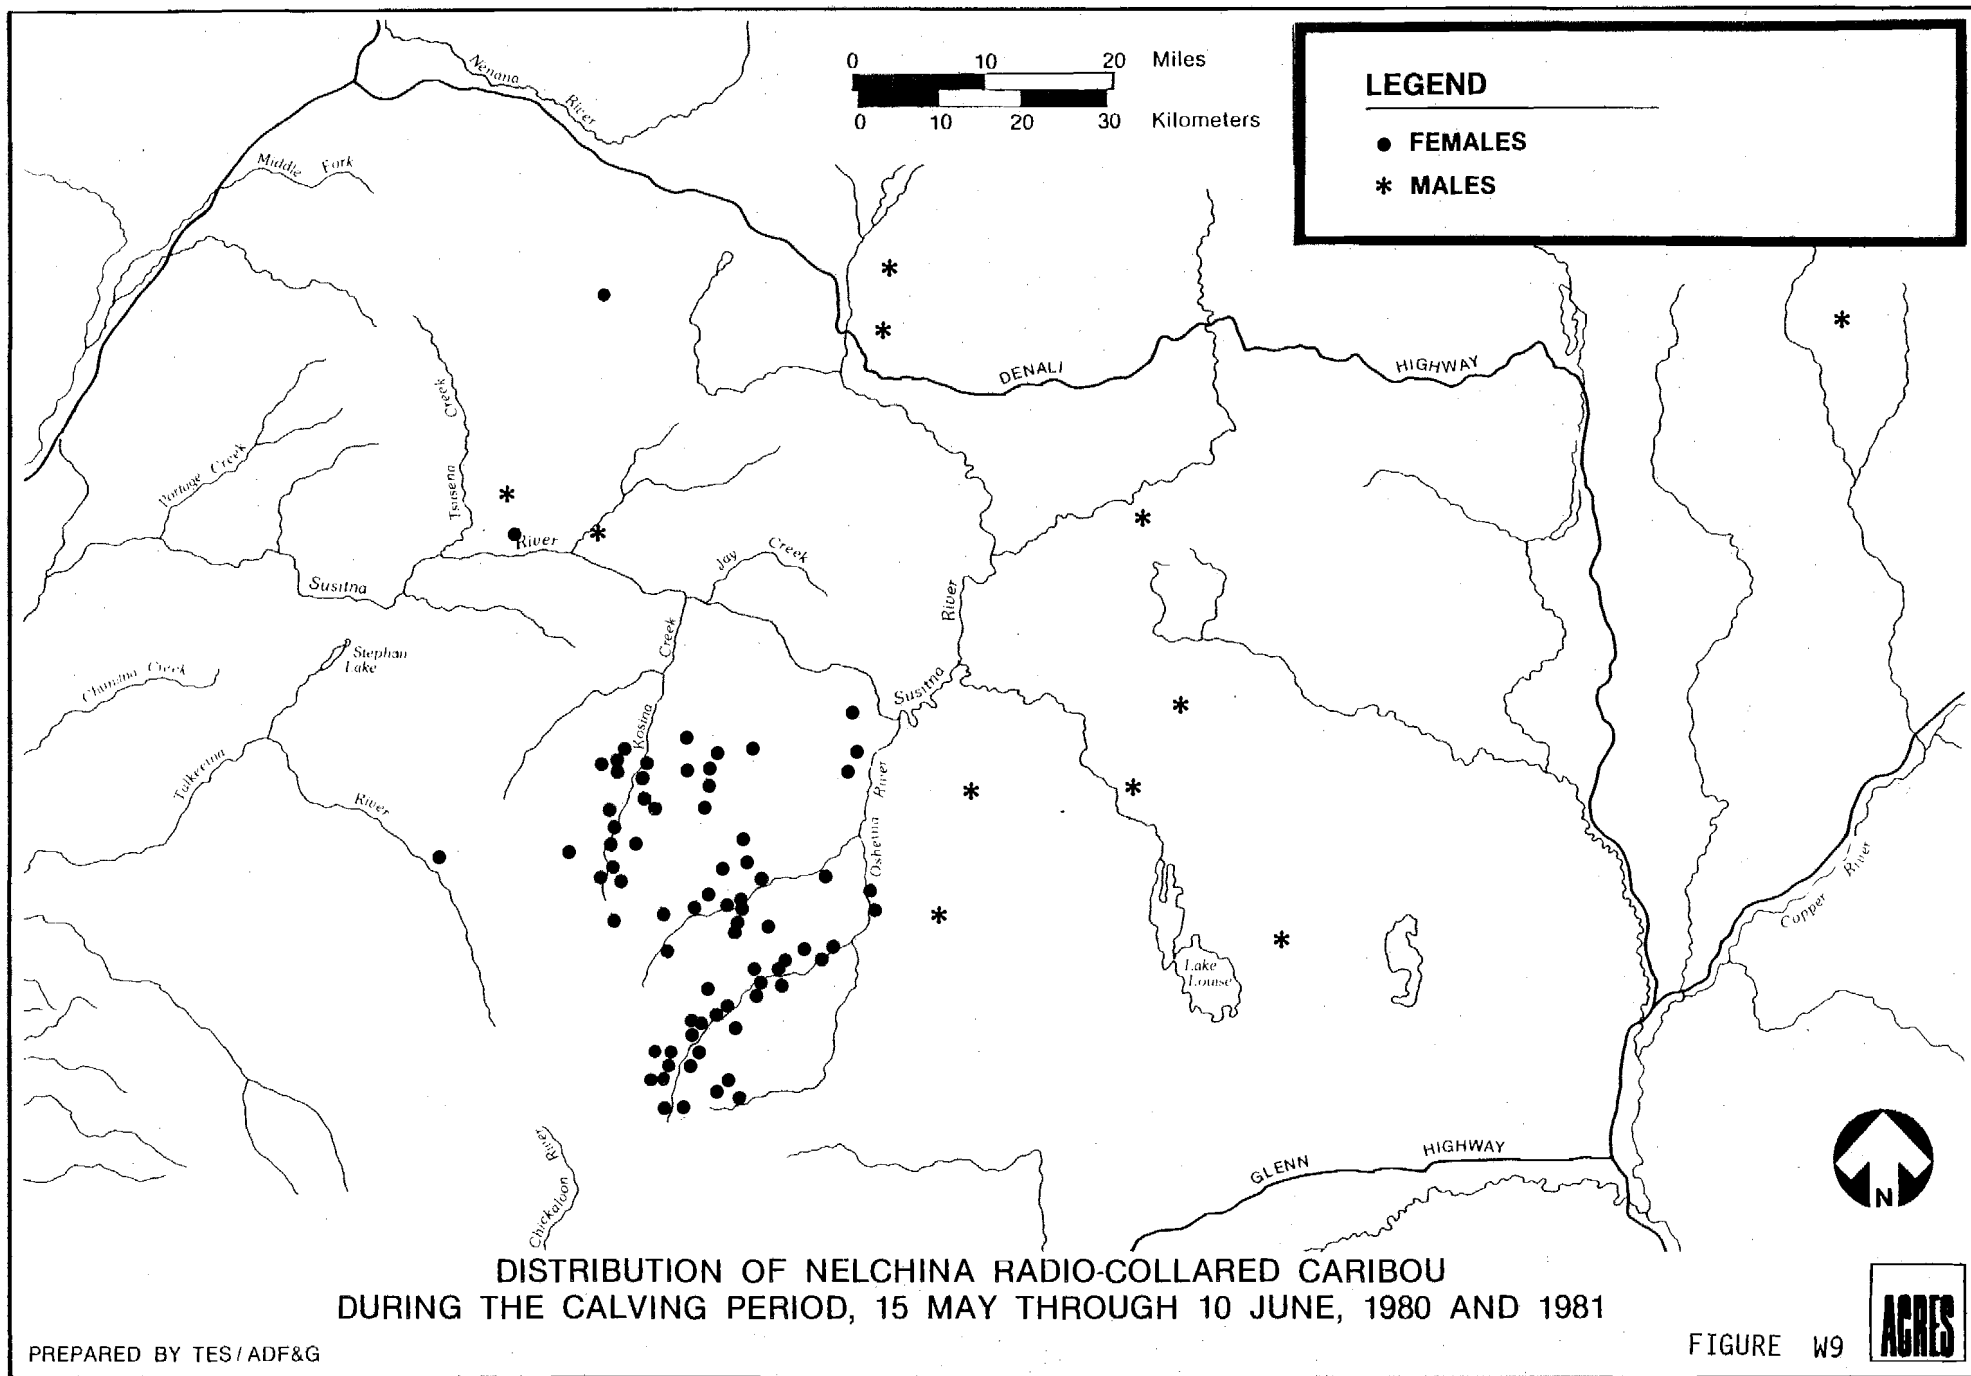 0 10 20 Miles
0 10 20 30 Kilometers
LEGEND
● FEMALES
* MALES
Nenana River
Middle Fork
DENALI HIGHWAY
Tsusena Creek
Portage Creek
River
Susitna
Jay Creek
Kosina Creek
River
Susitna
Stephan
Lake
Chunilna Creek
Talkeetna River
Oshetna River
Lake
Louise
Copper River
Chickaloon River
GLENN HIGHWAY
N
DISTRIBUTION OF NELCHINA RADIO-COLLARED CARIBOU
DURING THE CALVING PERIOD, 15 MAY THROUGH 10 JUNE, 1980 AND 1981
PREPARED BY TES/ADF&G
FIGURE W9
ACRES